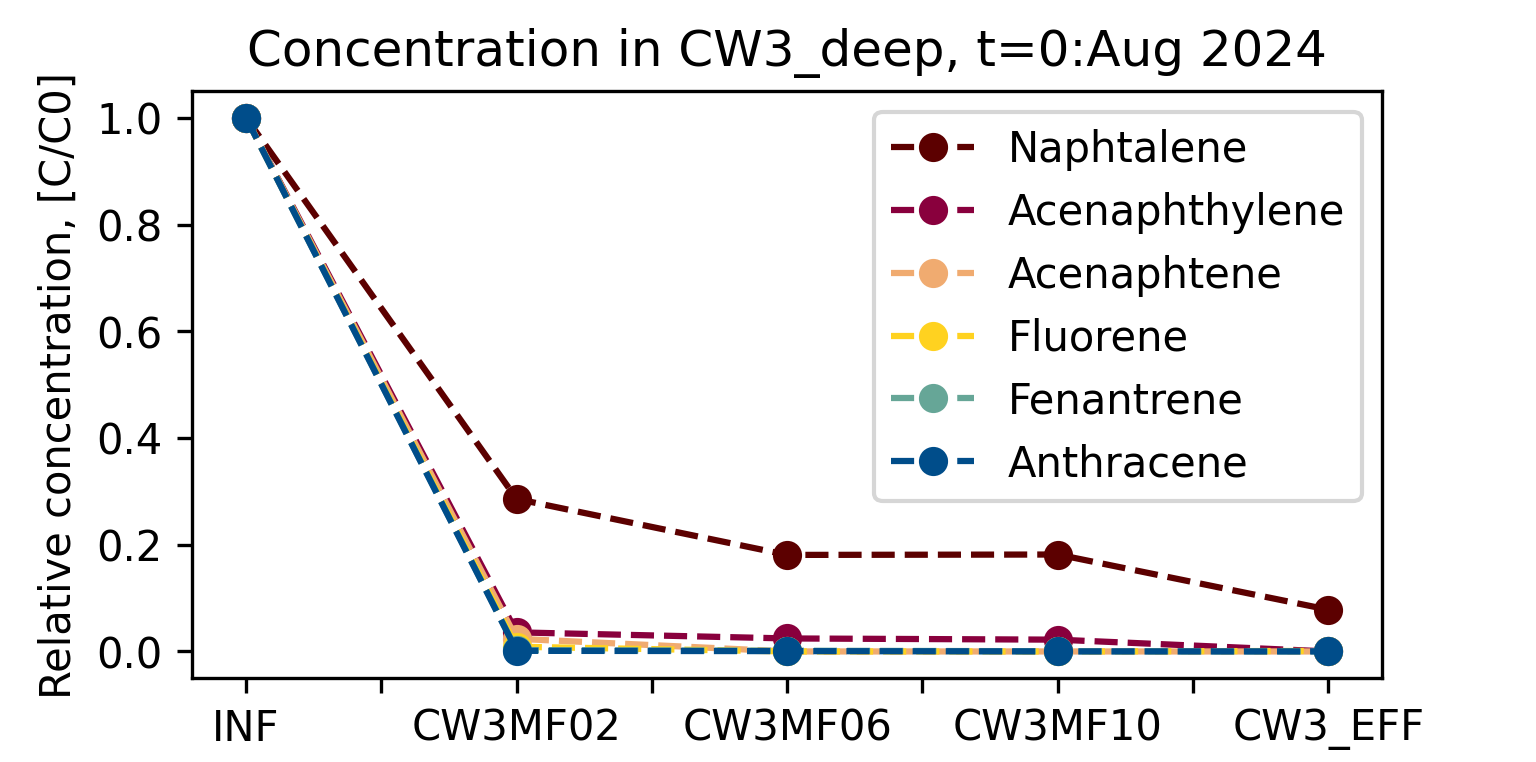 Concentration in CW3_deep, t=0:Aug 2024
Relative concentration, [C/C0]
1.0
0.8
0.6
0.4
0.2
0.0
Naphtalene
Acenaphthylene
Acenaphtene
Fluorene
Fenantrene
Anthracene
INF CW3MF02 CW3MF06 CW3MF10 CW3_EFF